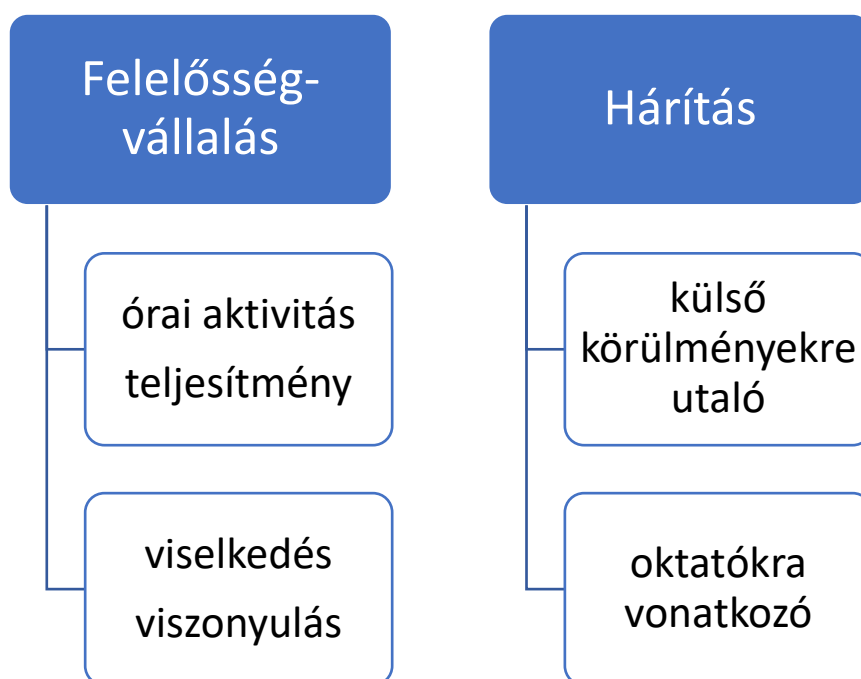 Felelősség-
vállalás
órai aktivitás
teljesítmény
viselkedés
viszonyulás
Hárítás
külső
körülményekre
utaló
oktatókra
vonatkozó